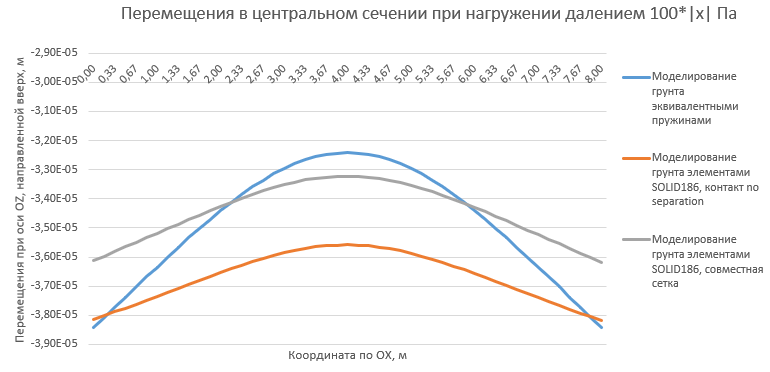 Перемещения в центральном сечении при нагружении далением 100*|x| Па
Перемещения при оси OZ, направленной вверх, м
-2,90E-05
-3,00E-05
-3,10E-05
-3,20E-05
-3,30E-05
-3,40E-05
-3,50E-05
-3,60E-05
-3,70E-05
-3,80E-05
-3,90E-05
0,00
0,33
0,67
1,00
1,33
1,67
2,00
2,33
2,67
3,00
3,33
3,67
4,00
4,33
4,67
5,00
5,33
5,67
6,00
6,33
6,67
7,00
7,33
7,67
8,00
Координата по OX, м
Моделирование
грунта
эквивалентными
пружинами
Моделирование
грунта элементами
SOLID186, контакт no
separation
Моделирование
грунта элементами
SOLID186, совместная
сетка